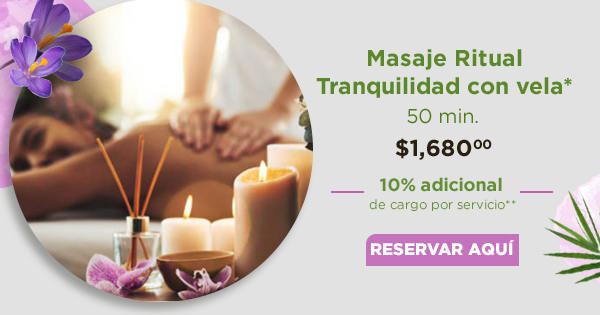 Masaje Ritual
Tranquilidad con vela*
50 min.
$1,680⁰⁰
10% adicional
de cargo por servicio**
RESERVAR AQUÍ